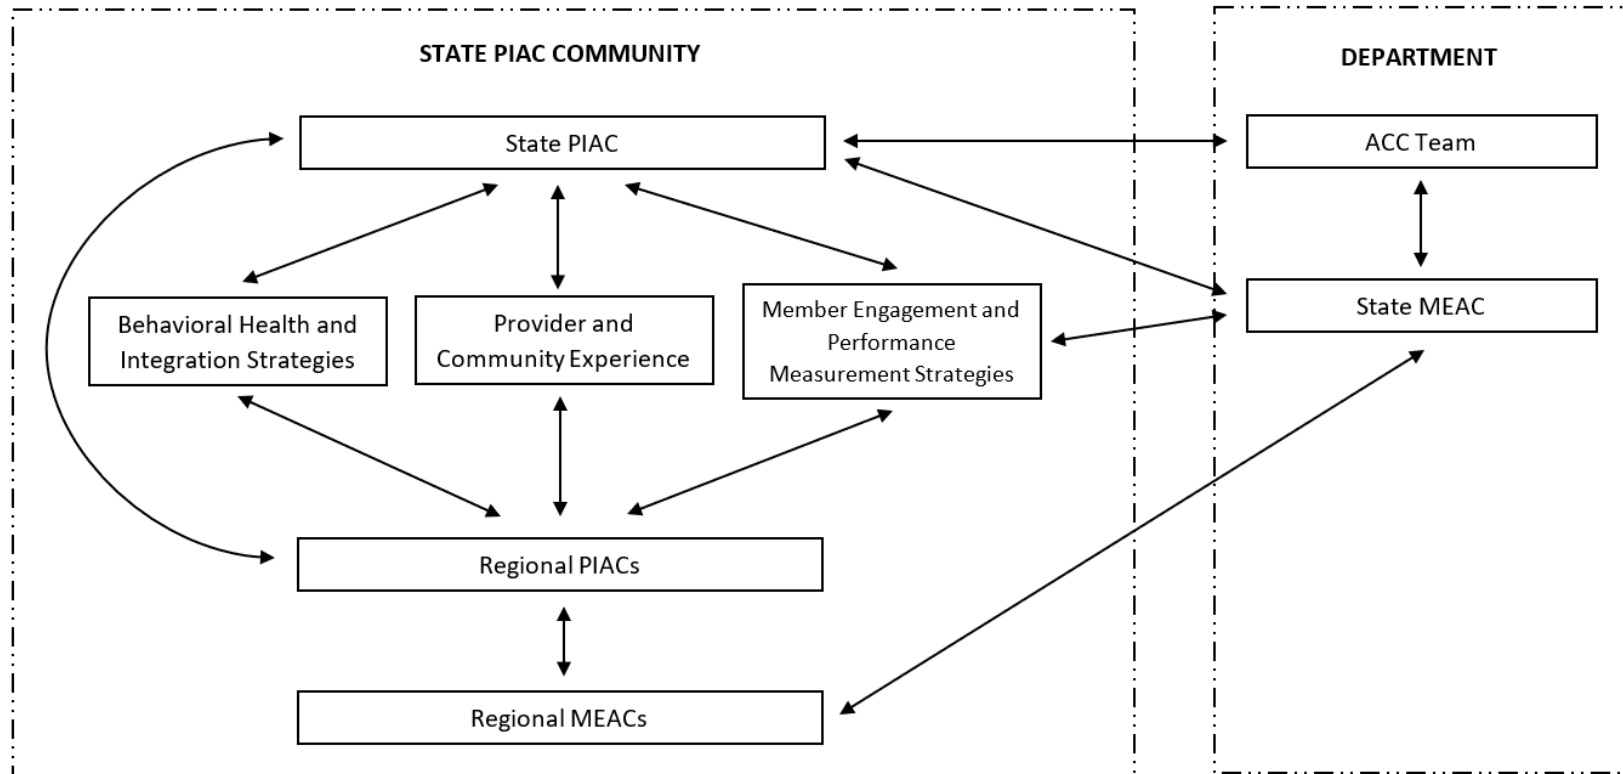 STATE PIAC COMMUNITY
DEPARTMENT
State PIAC
ACC Team
Behavioral Health and
Integration Strategies
Provider and
Community Experience
Member Engagement and
Performance
Measurement Strategies
State MEAC
Regional PIACs
Regional MEACs